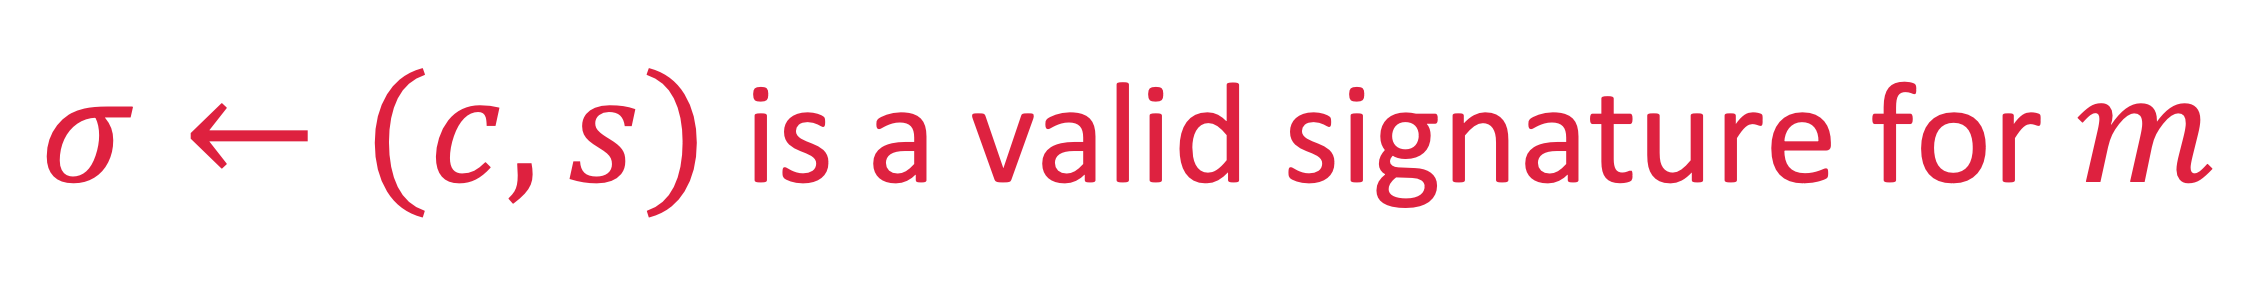 σ ← (c, s) is a valid signature for m